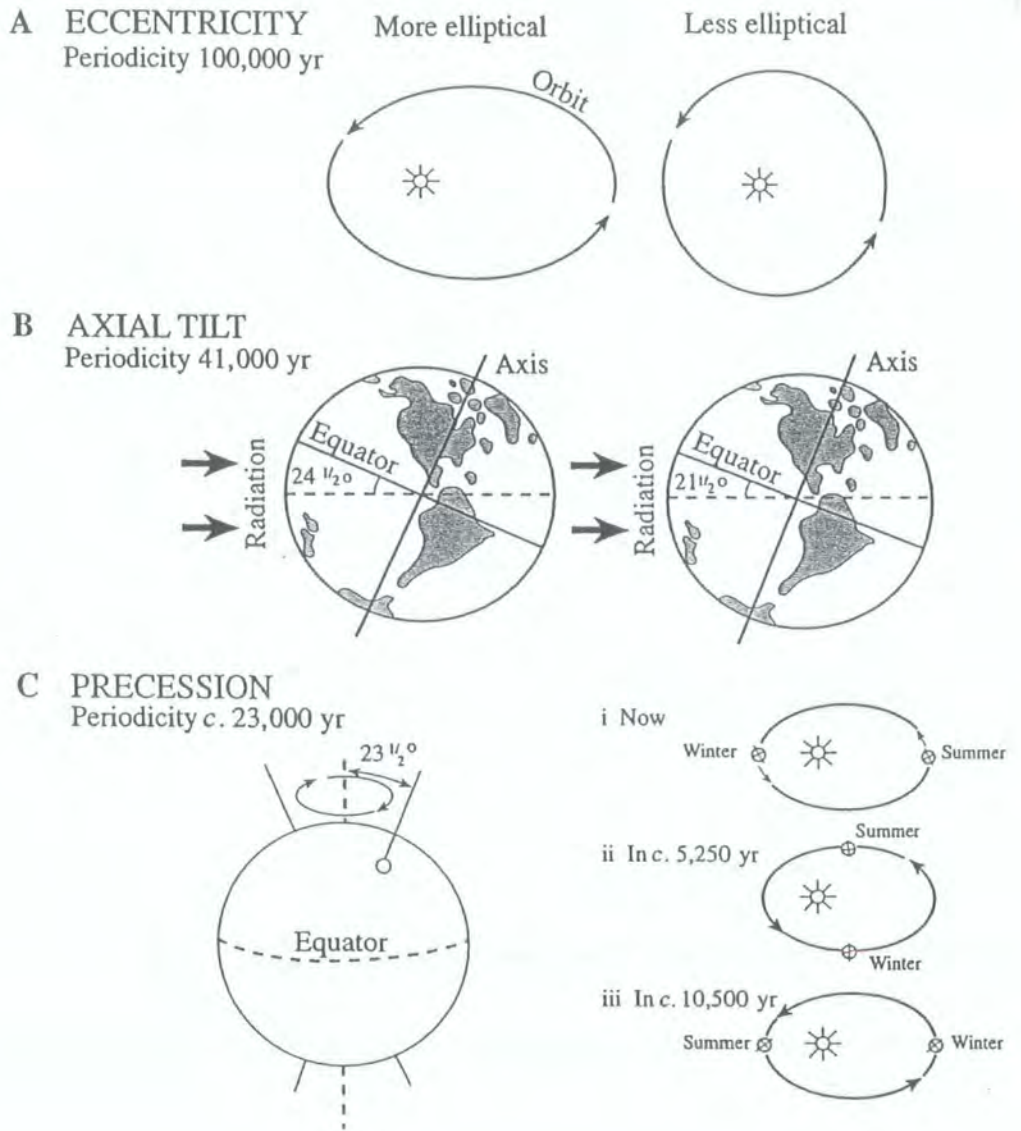 A ECCENTRICITY
Periodicity 100,000 yr
More elliptical
Less elliptical
Orbit
B AXIAL TILT
Periodicity 41,000 yr
Axis
Equator
24 1/2°
Radiation
Axis
Equator
21 1/2°
Radiation
C PRECESSION
Periodicity c. 23,000 yr
23 1/2°
Equator
i Now
Winter
Summer
ii In c. 5,250 yr
Summer
Winter
iii In c. 10,500 yr
Summer
Winter